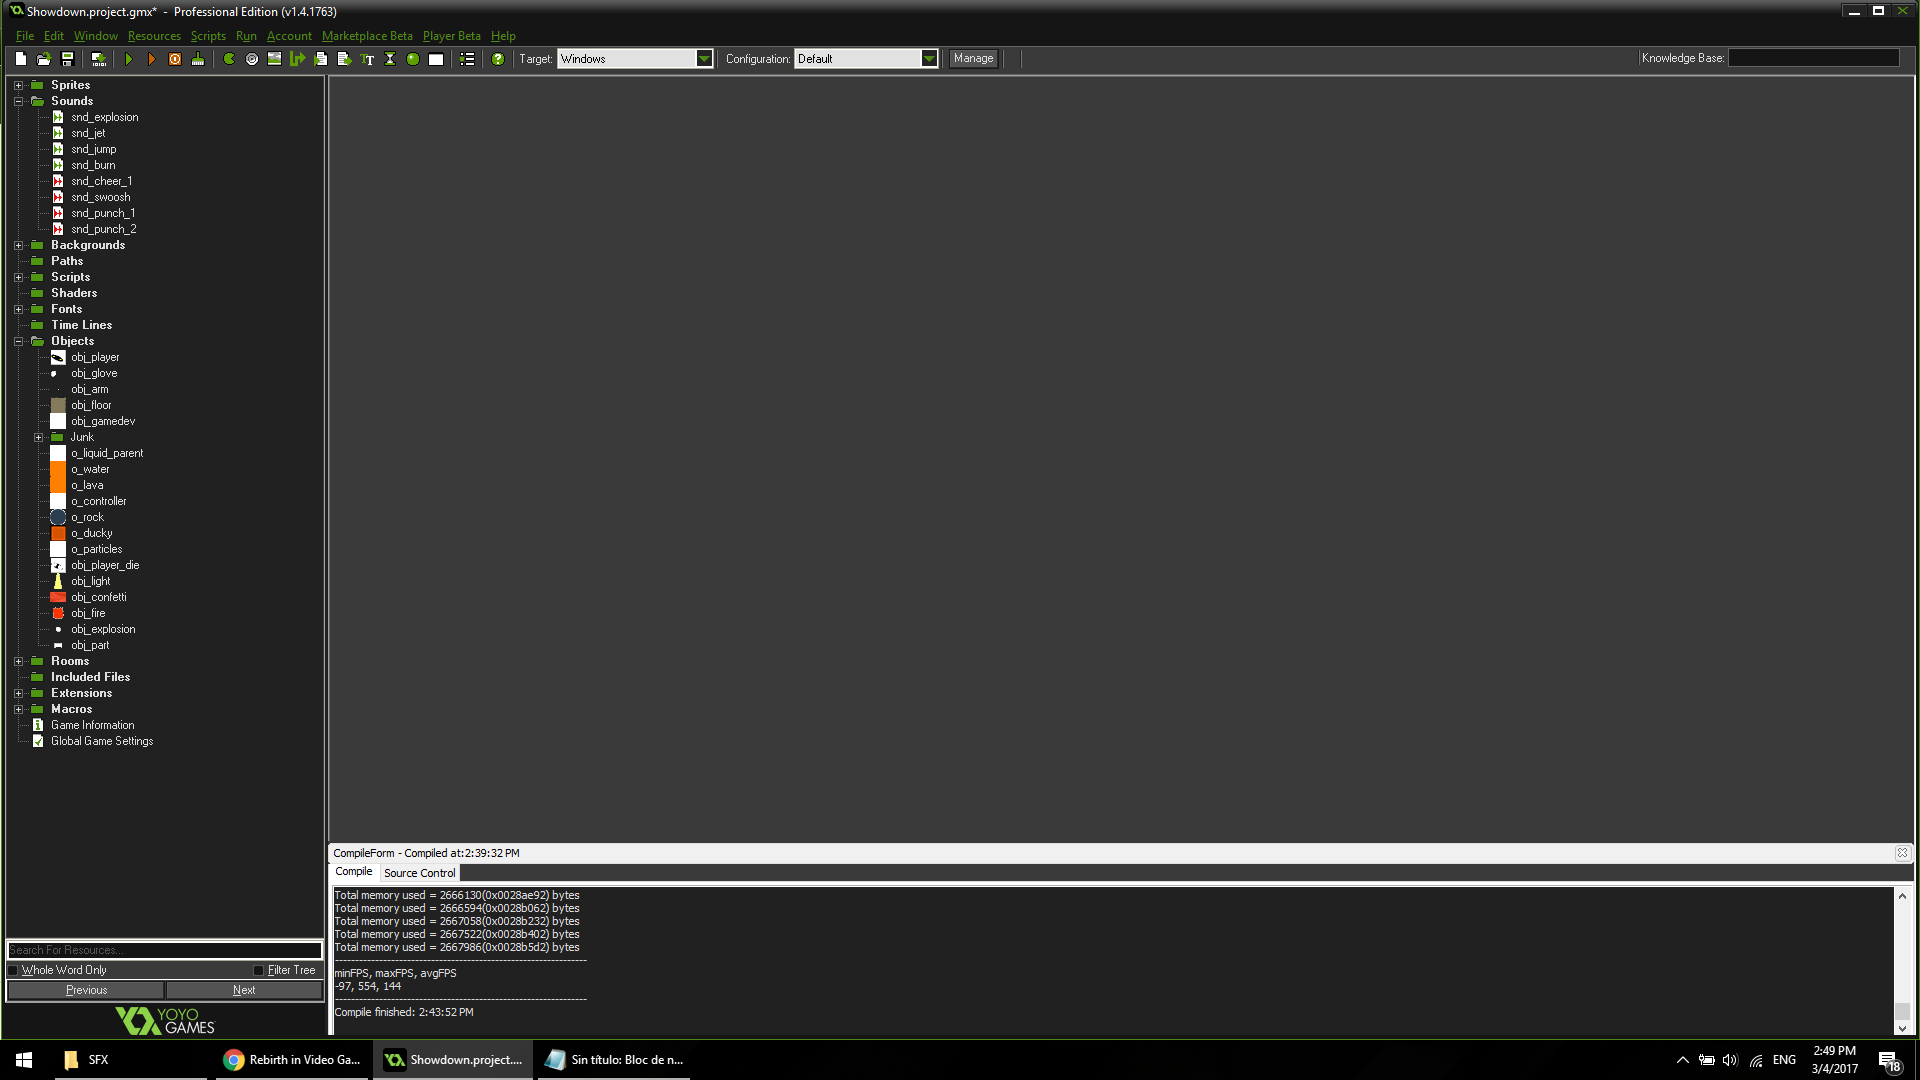 Showdown.project.gmx* - Professional Edition (v1.4.1763)
File Edit Window Resources Scripts Run Account Marketplace Beta Player Beta Help
Target: Windows Configuration: Default Manage Knowledge Base:
Sprites
Sounds
snd_explosion
snd_jet
snd_jump
snd_burn
snd_cheer_1
snd_swoosh
snd_punch_1
snd_punch_2
Backgrounds
Paths
Scripts
Shaders
Fonts
Time Lines
Objects
obj_player
obj_glove
obj_arm
obj_floor
obj_gamedev
Junk
o_liquid_parent
o_water
o_lava
o_controller
o_rock
o_ducky
o_particles
obj_player_die
obj_light
obj_confetti
obj_fire
obj_explosion
obj_part
Rooms
Included Files
Extensions
Macros
Game Information
Global Game Settings
Search For Resources...
Whole Word Only Filter Tree
Previous Next
YOYO
GAMES
CompileForm - Compiled at:2:39:32 PM
Compile Source Control
Total memory used = 2666130(0x0028ae92) bytes
Total memory used = 2666594(0x0028b062) bytes
Total memory used = 2667058(0x0028b232) bytes
Total memory used = 2667522(0x0028b402) bytes
Total memory used = 2667986(0x0028b5d2) bytes
minFPS, maxFPS, avgFPS
-97, 554, 144
Compile finished: 2:43:52 PM
SFX Rebirth in Video Ga... Showdown.project.... Sin título: Bloc de n... ENG
2:49 PM
3/4/2017
18